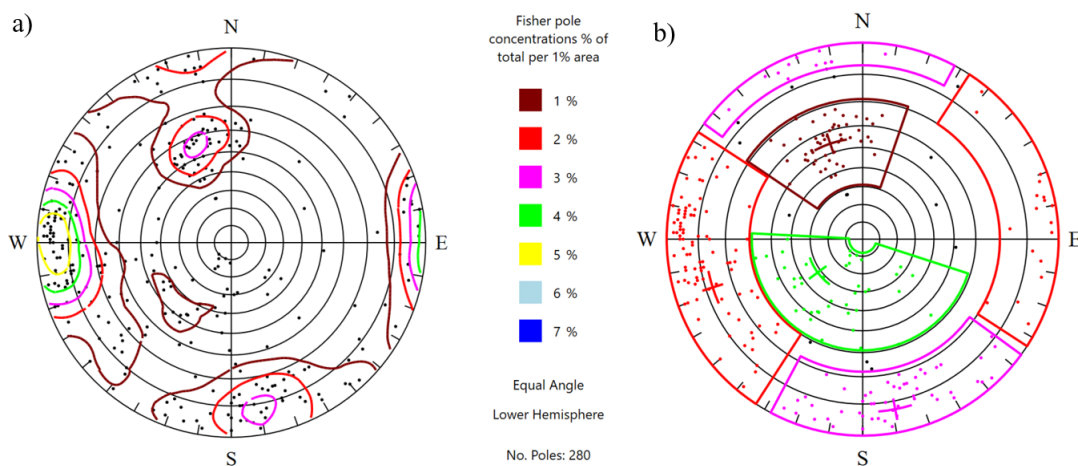 a)
N
W
E
S
Fisher pole
concentrations % of
total per 1% area
1 %
2 %
3 %
4 %
5 %
6 %
7 %
Equal Angle
Lower Hemisphere
No. Poles: 280
b)
N
W
E
S